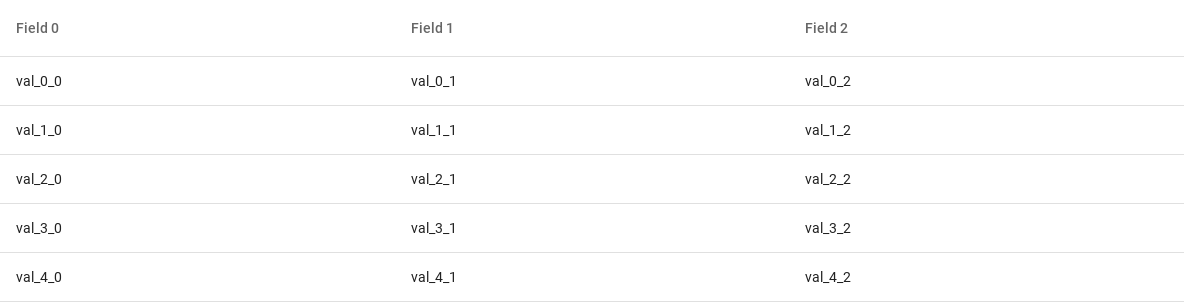 Field 0 Field 1 Field 2
val_0_0 val_0_1 val_0_2
val_1_0 val_1_1 val_1_2
val_2_0 val_2_1 val_2_2
val_3_0 val_3_1 val_3_2
val_4_0 val_4_1 val_4_2